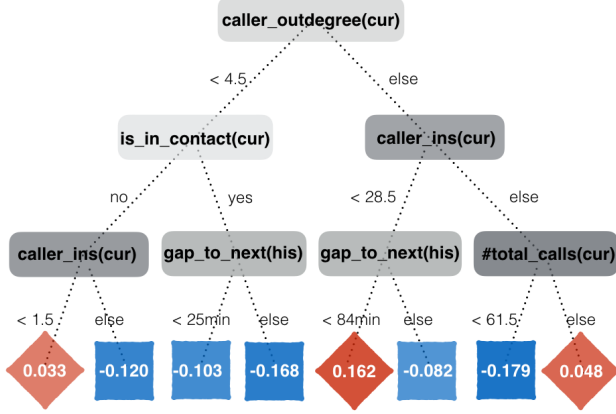 caller_outdegree(cur)
< 4.5 else
is_in_contact(cur) caller_ins(cur)
no yes < 28.5 else
caller_ins(cur) gap_to_next(his) gap_to_next(his) #total_calls(cur)
< 1.5 else < 25min else < 84min else < 61.5 else
0.033 -0.120 -0.103 -0.168 0.162 -0.082 -0.179 0.048